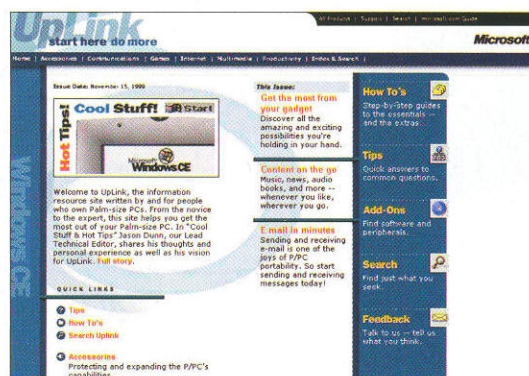 All Products | Support | Search | microsoft.com Guide
UpLink
start here do more
Microsoft
Home | Accessories | Communications | Games | Internet | Multimedia | Productivity | Index & Search |
Windows CE
Issue Date: November 15, 1999
Hot Tips!
Cool Stuff!
Start
Microsoft
Windows CE
Welcome to UpLink, the information
resource site written by and for people
who own Palm-size PCs. From the novice
to the expert, this site helps you get the
most out of your Palm-size PC. In "Cool
Stuff & Hot Tips" Jason Dunn, our Lead
Technical Editor, shares his thoughts and
personal experience as well as his vision
for UpLink. Full story.
QUICK LINKS
Tips
How To's
Search Uplink
Accessories
Protecting and expanding the P/PC's
capabilities
This Issue:
Get the most from
your gadget
Discover all the
amazing and exciting
possibilities you're
holding in your hand.
Content on the go
Music, news, audio
books, and more --
whenever you like,
wherever you go.
E-mail in minutes
Sending and receiving
e-mail is one of the
joys of P/PC
portability. So start
sending and receiving
messages today!
How To's
Step-by-Step guides
to the essentials --
and the extras.
Tips
Quick answers to
common questions.
Add-Ons
Find software and
peripherals.
Search
Find just what you
seek.
Feedback
Talk to us -- tell us
what you think.